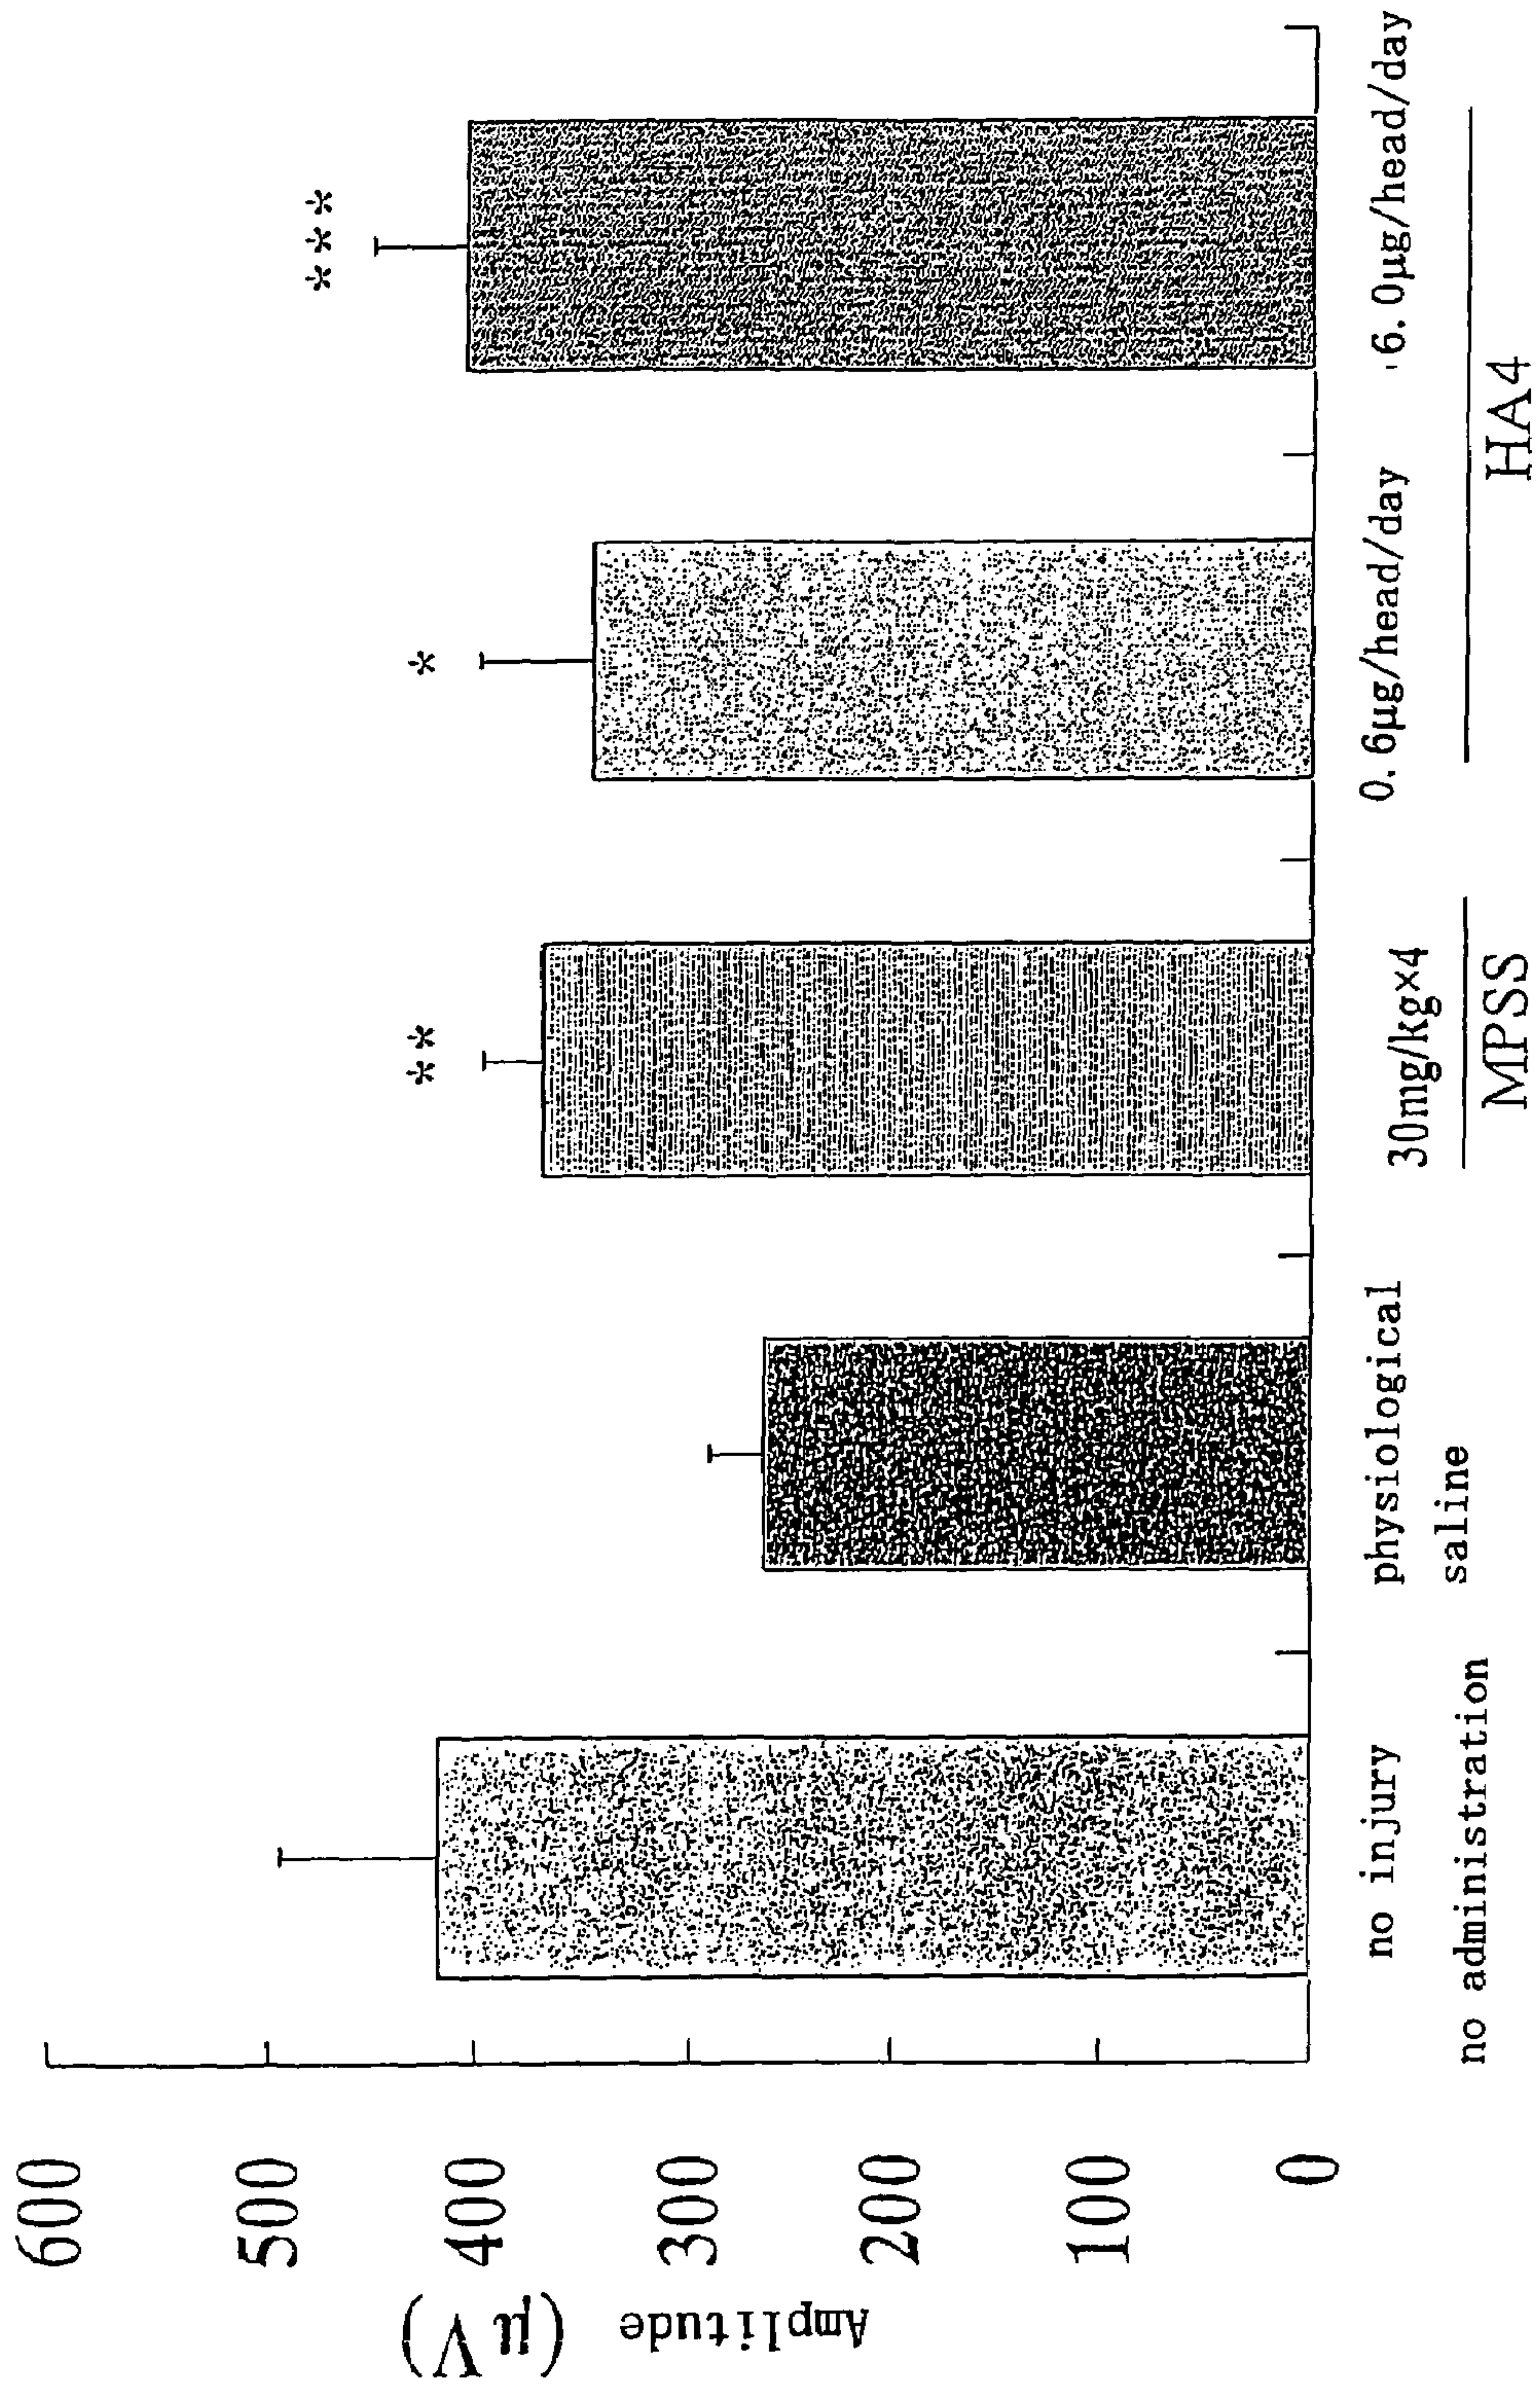 600
500
400
300
200
100
0
Amplitude
(μV)
**
*
***
no injury
no administration
physiological
saline
30mg/kg×4
MPSS
0.6μg/head/day
6.0μg/head/day
HA4